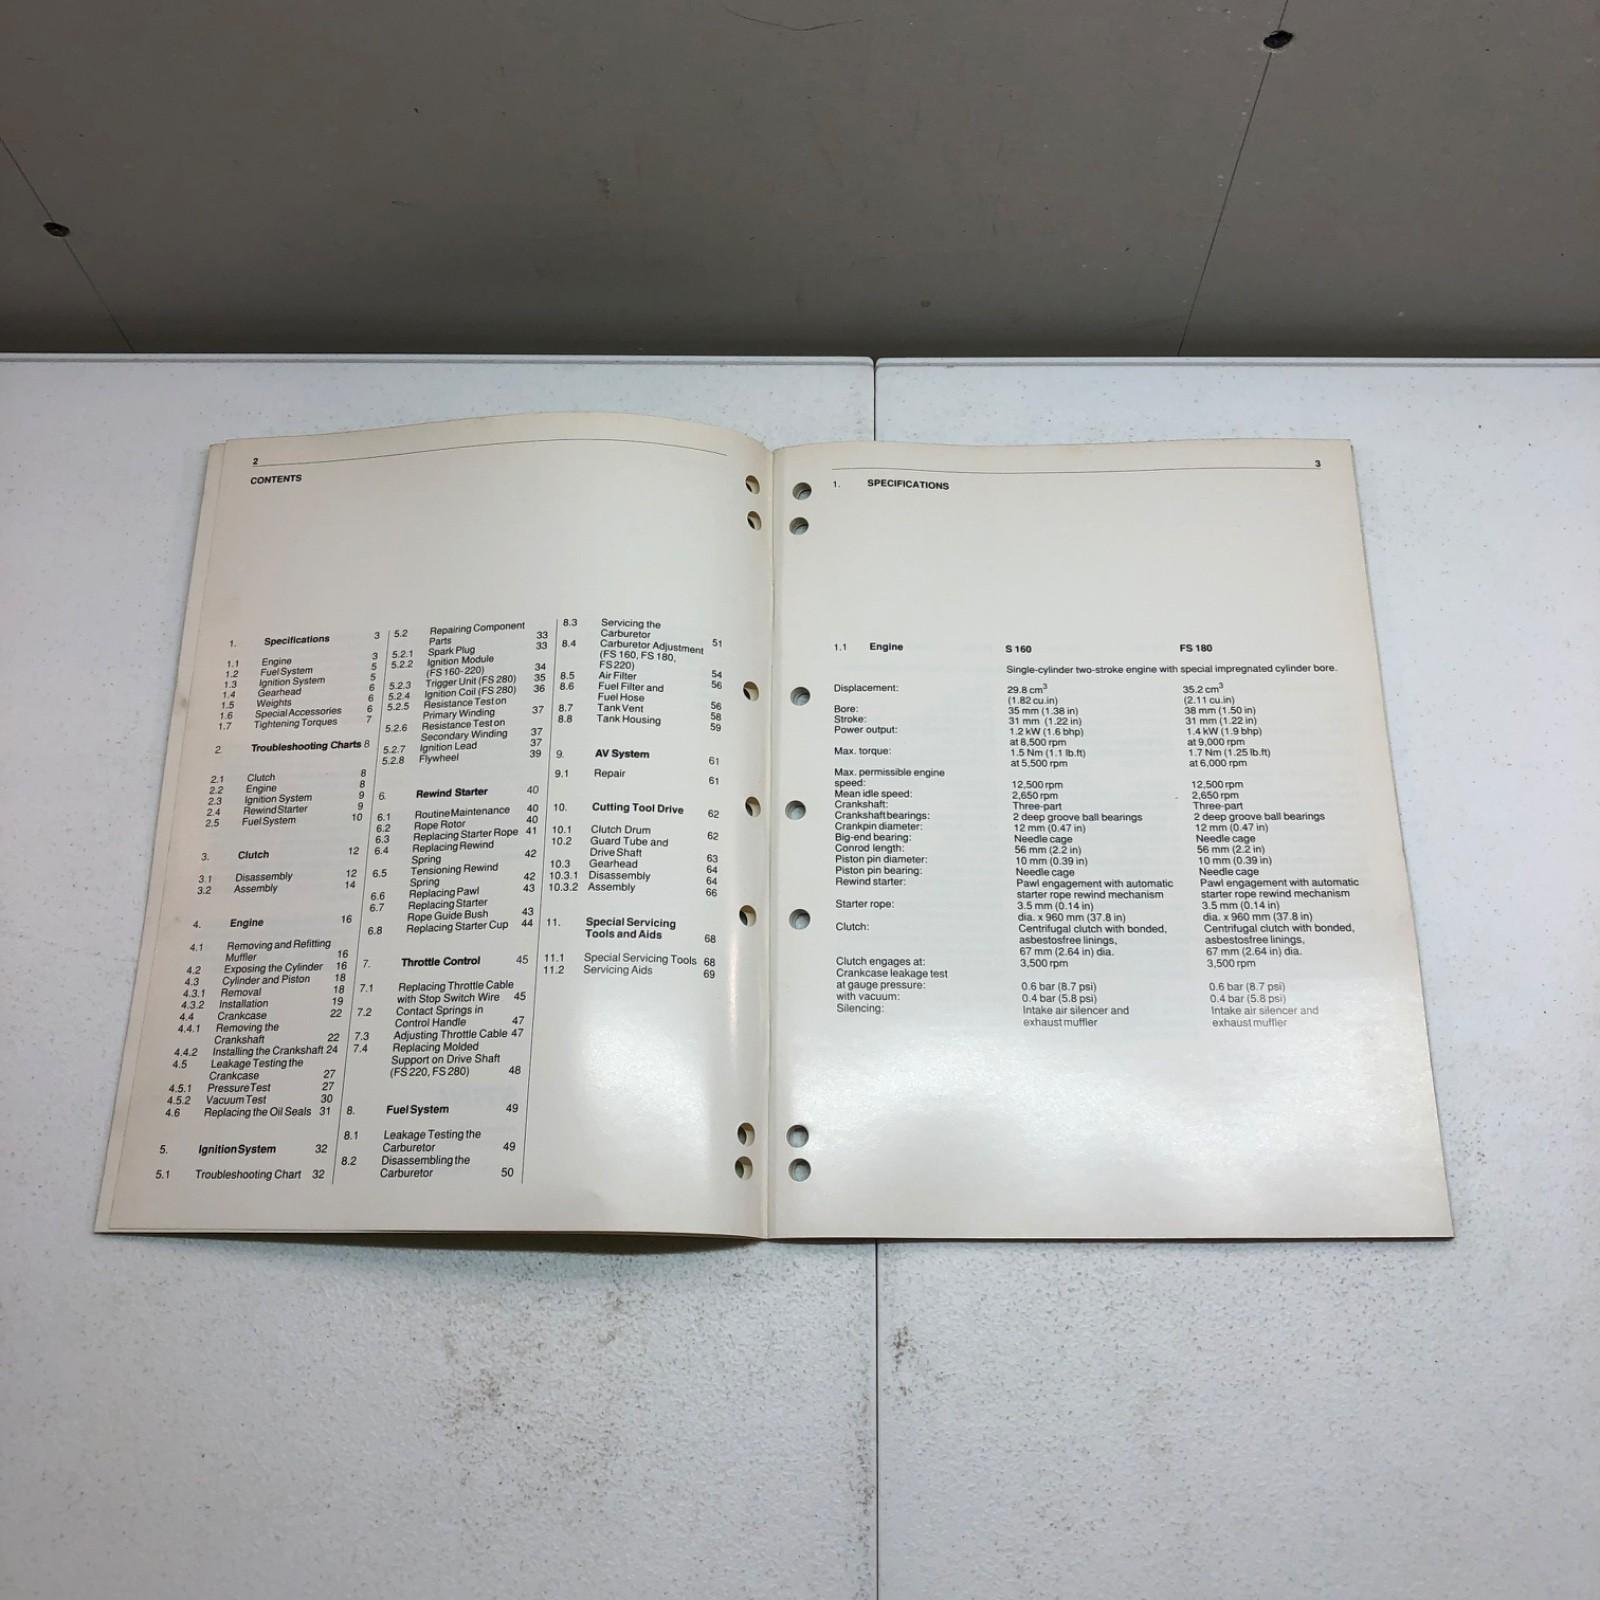 2
CONTENTS
1. Specifications 3
1.1 Engine 3
1.2 Fuel System 5
1.3 Ignition System 5
1.4 Gearhead 6
1.5 Weights 6
1.6 Special Accessories 6
1.7 Tightening Torques 7
2. Troubleshooting Charts 8
2.1 Clutch 8
2.2 Engine 8
2.3 Ignition System 9
2.4 Rewind Starter 9
2.5 Fuel System 10
3. Clutch 12
3.1 Disassembly 12
3.2 Assembly 14
4. Engine 16
4.1 Removing and Refitting
Muffler 16
4.2 Exposing the Cylinder 16
4.3 Cylinder and Piston 18
4.3.1 Removal 18
4.3.2 Installation 19
4.4 Crankcase 22
4.4.1 Removing the
Crankshaft 22
4.4.2 Installing the Crankshaft 24
4.5 Leakage Testing the
Crankcase 27
4.5.1 Pressure Test 27
4.5.2 Vacuum Test 30
4.6 Replacing the Oil Seals 31
5. Ignition System 32
5.1 Troubleshooting Chart 32
5.2 Repairing Component
Parts 33
5.2.1 Spark Plug 33
5.2.2 Ignition Module
(FS 160-220) 34
5.2.3 Trigger Unit (FS 280) 35
5.2.4 Ignition Coil (FS 280) 36
5.2.5 Resistance Test on
Primary Winding 37
5.2.6 Resistance Test on
Secondary Winding 37
5.2.7 Ignition Lead 37
5.2.8 Flywheel 39
6. Rewind Starter 40
6.1 Routine Maintenance 40
6.2 Rope Rotor 40
6.3 Replacing Starter Rope 41
6.4 Replacing Rewind
Spring 42
6.5 Tensioning Rewind
Spring 42
6.6 Replacing Pawl 43
6.7 Replacing Starter
Rope Guide Bush 43
6.8 Replacing Starter Cup 44
7. Throttle Control 45
7.1 Replacing Throttle Cable
with Stop Switch Wire 45
7.2 Contact Springs in
Control Handle 47
7.3 Adjusting Throttle Cable 47
7.4 Replacing Molded
Support on Drive Shaft
(FS 220, FS 280) 48
8. Fuel System 49
8.1 Leakage Testing the
Carburetor 49
8.2 Disassembling the
Carburetor 50
8.3 Servicing the
Carburetor 51
8.4 Carburetor Adjustment
(FS 160, FS 180,
FS 220) 54
8.5 Air Filter 56
8.6 Fuel Filter and
Fuel Hose 56
8.7 Tank Vent 58
8.8 Tank Housing 59
9. AV System 61
9.1 Repair 61
10. Cutting Tool Drive 62
10.1 Clutch Drum 62
10.2 Guard Tube and
Drive Shaft 63
10.3 Gearhead 64
10.3.1 Disassembly 64
10.3.2 Assembly 66
11. Special Servicing
Tools and Aids 68
11.1 Special Servicing Tools 68
11.2 Servicing Aids 69
3
1. SPECIFICATIONS
1.1 Engine S 160 FS 180
Single-cylinder two-stroke engine with special impregnated cylinder bore.
Displacement: 29.8 cm³ 35.2 cm³
(1.82 cu.in) (2.11 cu.in)
Bore: 35 mm (1.38 in) 38 mm (1.50 in)
Stroke: 31 mm (1.22 in) 31 mm (1.22 in)
Power output: 1.2 kW (1.6 bhp) 1.4 kW (1.9 bhp)
at 8,500 rpm at 9,000 rpm
Max. torque: 1.5 Nm (1.1 lb.ft) 1.7 Nm (1.25 lb.ft)
at 5,500 rpm at 6,000 rpm
Max. permissible engine
speed: 12,500 rpm 12,500 rpm
Mean idle speed: 2,650 rpm 2,650 rpm
Crankshaft: Three-part Three-part
Crankshaft bearings: 2 deep groove ball bearings 2 deep groove ball bearings
Crankpin diameter: 12 mm (0.47 in) 12 mm (0.47 in)
Big-end bearing: Needle cage Needle cage
Conrod length: 56 mm (2.2 in) 56 mm (2.2 in)
Piston pin diameter: 10 mm (0.39 in) 10 mm (0.39 in)
Piston pin bearing: Needle cage Needle cage
Rewind starter: Pawl engagement with automatic Pawl engagement with automatic
starter rope rewind mechanism starter rope rewind mechanism
Starter rope: 3.5 mm (0.14 in) 3.5 mm (0.14 in)
dia. x 960 mm (37.8 in) dia. x 960 mm (37.8 in)
Clutch: Centrifugal clutch with bonded, Centrifugal clutch with bonded,
asbestosfree linings, asbestosfree linings,
67 mm (2.64 in) dia. 67 mm (2.64 in) dia.
Clutch engages at: 3,500 rpm 3,500 rpm
Crankcase leakage test
at gauge pressure: 0.6 bar (8.7 psi) 0.6 bar (8.7 psi)
with vacuum: 0.4 bar (5.8 psi) 0.4 bar (5.8 psi)
Silencing: Intake air silencer and Intake air silencer and
exhaust muffler exhaust muffler